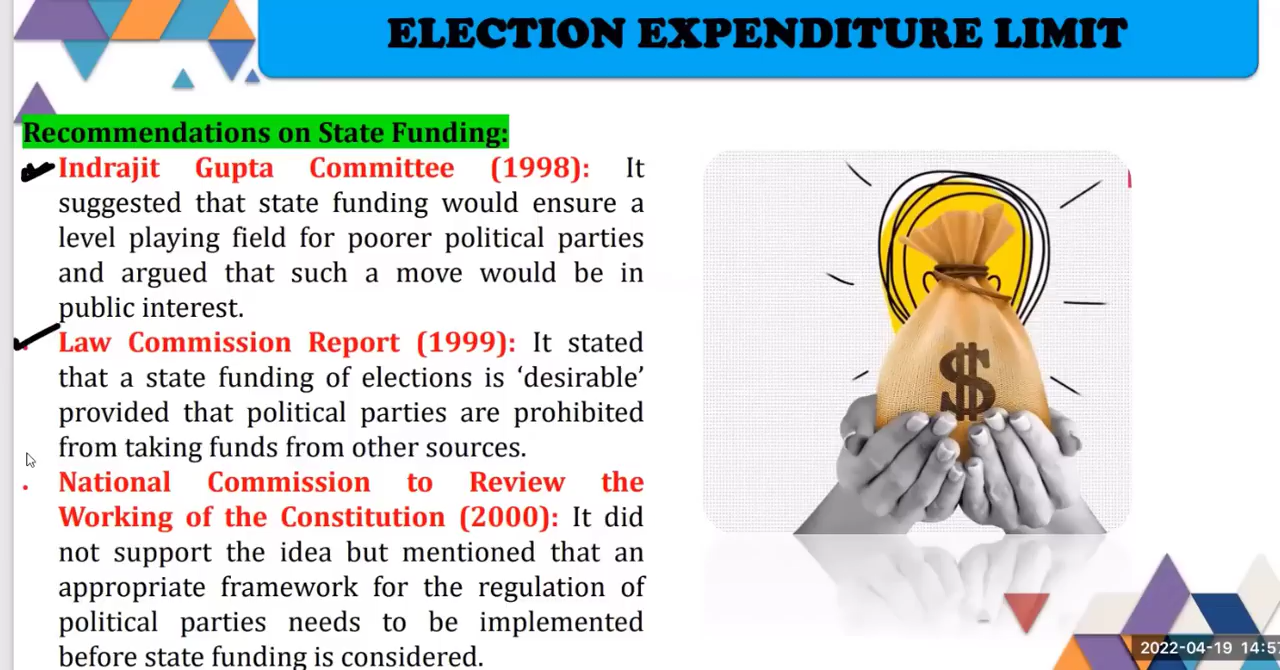 ELECTION EXPENDITURE LIMIT
Recommendations on State Funding:
Indrajit Gupta Committee (1998): It
suggested that state funding would ensure a
level playing field for poorer political parties
and argued that such a move would be in
public interest.
Law Commission Report (1999): It stated
that a state funding of elections is ‘desirable’
provided that political parties are prohibited
from taking funds from other sources.
National Commission to Review the
Working of the Constitution (2000): It did
not support the idea but mentioned that an
appropriate framework for the regulation of
political parties needs to be implemented
before state funding is considered.
$
2022-04-19 14:57